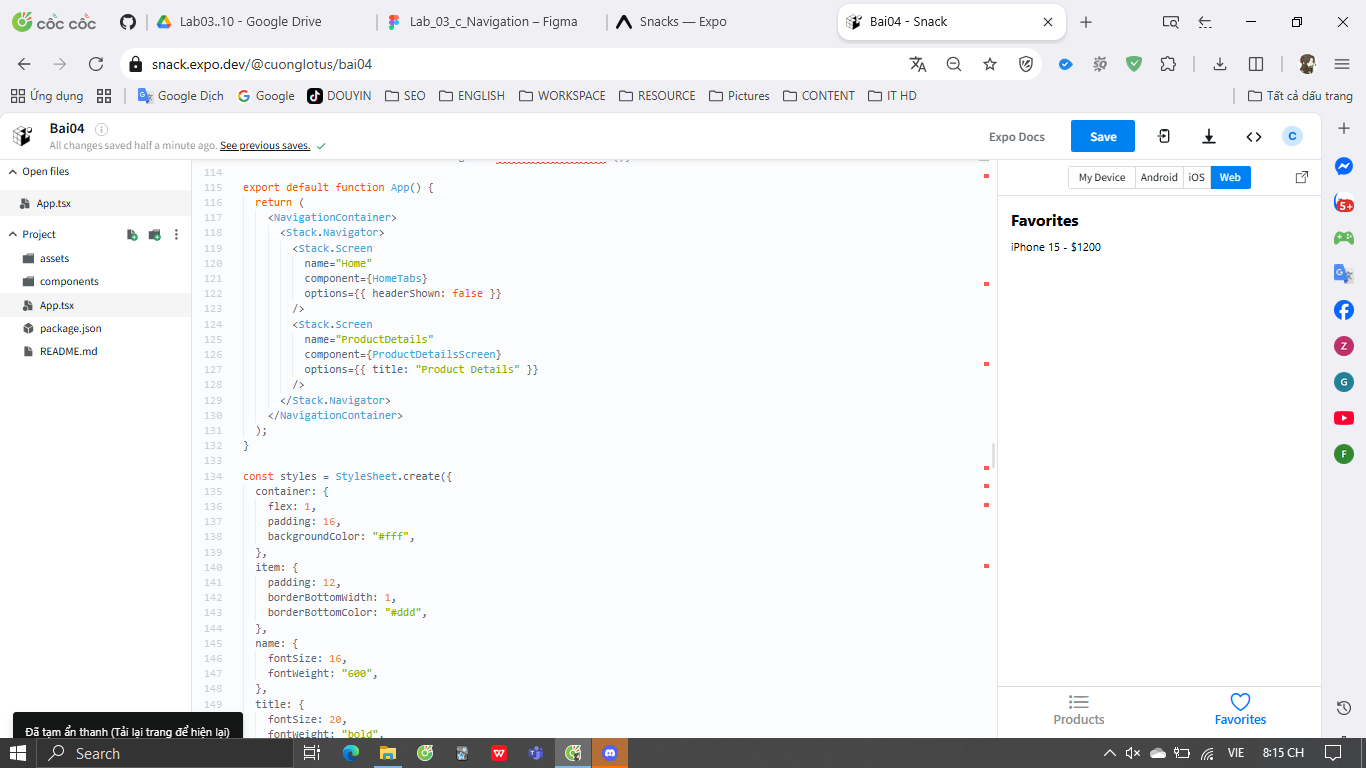 cốc cốc
Lab03..10 - Google Drive
Lab_03_c_Navigation – Figma
Snacks — Expo
Bai04 - Snack
snack.expo.dev/@cuonglotus/bai04
Ứng dụng
Google Dịch
Google
DOUYIN
SEO
ENGLISH
WORKSPACE
RESOURCE
Pictures
CONTENT
IT HD
Tất cả dấu trang
Bai04
All changes saved half a minute ago. See previous saves.
Expo Docs
Save
C
Open files
App.tsx
Project
assets
components
App.tsx
package.json
README.md
114
115 export default function App() {
116 return (
117 <NavigationContainer>
118 <Stack.Navigator>
119 <Stack.Screen
120 name="Home"
121 component={HomeTabs}
122 options={{ headerShown: false }}
123 />
124 <Stack.Screen
125 name="ProductDetails"
126 component={ProductDetailsScreen}
127 options={{ title: "Product Details" }}
128 />
129 </Stack.Navigator>
130 </NavigationContainer>
131 );
132 }
133
134 const styles = StyleSheet.create({
135 container: {
136 flex: 1,
137 padding: 16,
138 backgroundColor: "#fff",
139 },
140 item: {
141 padding: 12,
142 borderBottomWidth: 1,
143 borderBottomColor: "#ddd",
144 },
145 name: {
146 fontSize: 16,
147 fontWeight: "600",
148 },
149 title: {
fontSize: 20,
fontWeight: "bold",
My Device
Android
iOS
Web
Favorites
iPhone 15 - $1200
Products
Favorites
5+
Z
G
F
Đã tạm ẩn thanh (Tải lại trang để hiện lại)
Search
VIE
8:15 CH